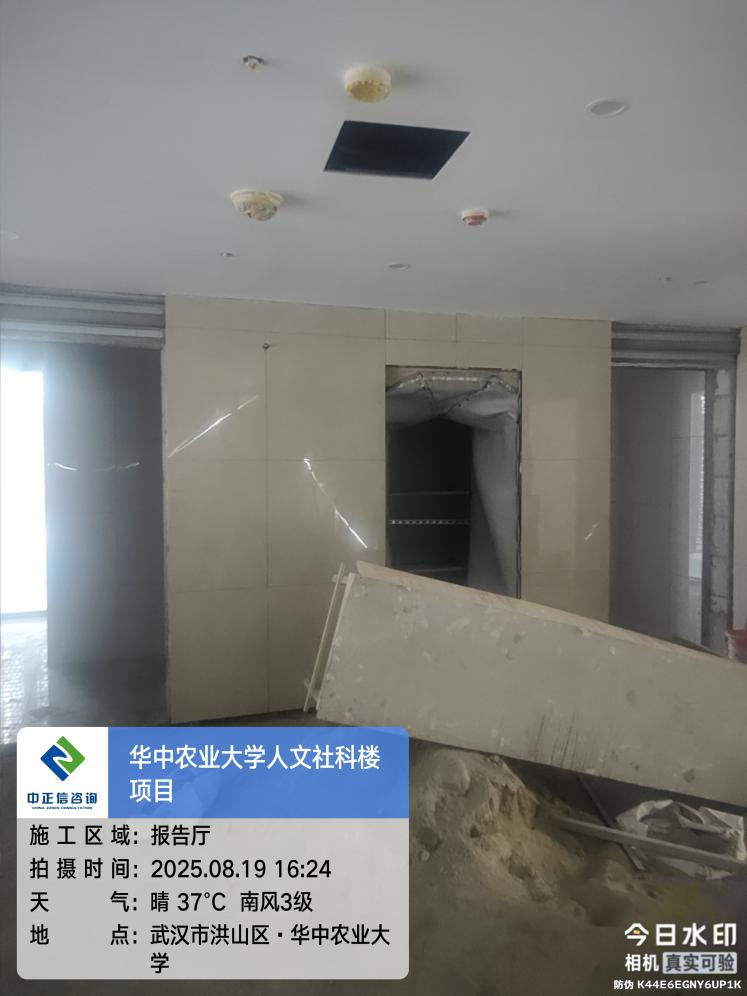 华中农业大学人文社科楼
项目
中正信咨询
CHINA ZZXIN CONSULTATION
施工区域：报告厅
拍摄时间：2025.08.19 16:24
天气：晴 37°C 南风3级
地点：武汉市洪山区·华中农业大
学
今日水印
相机 真实可验
防伪 K44E6EGNY6UP1K